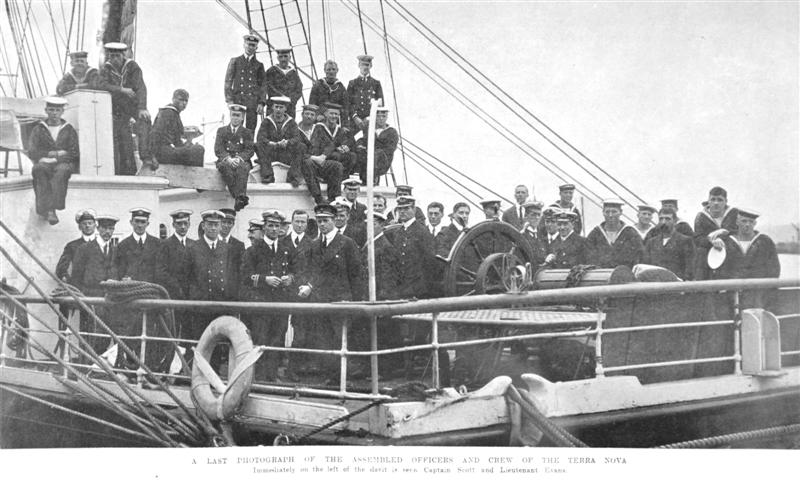 A LAST PHOTOGRAPH OF THE ASSEMBLED OFFICERS AND CREW OF THE TERRA NOVA
Immediately on the left of the davit is seen Captain Scott and Lieutenant Evans.